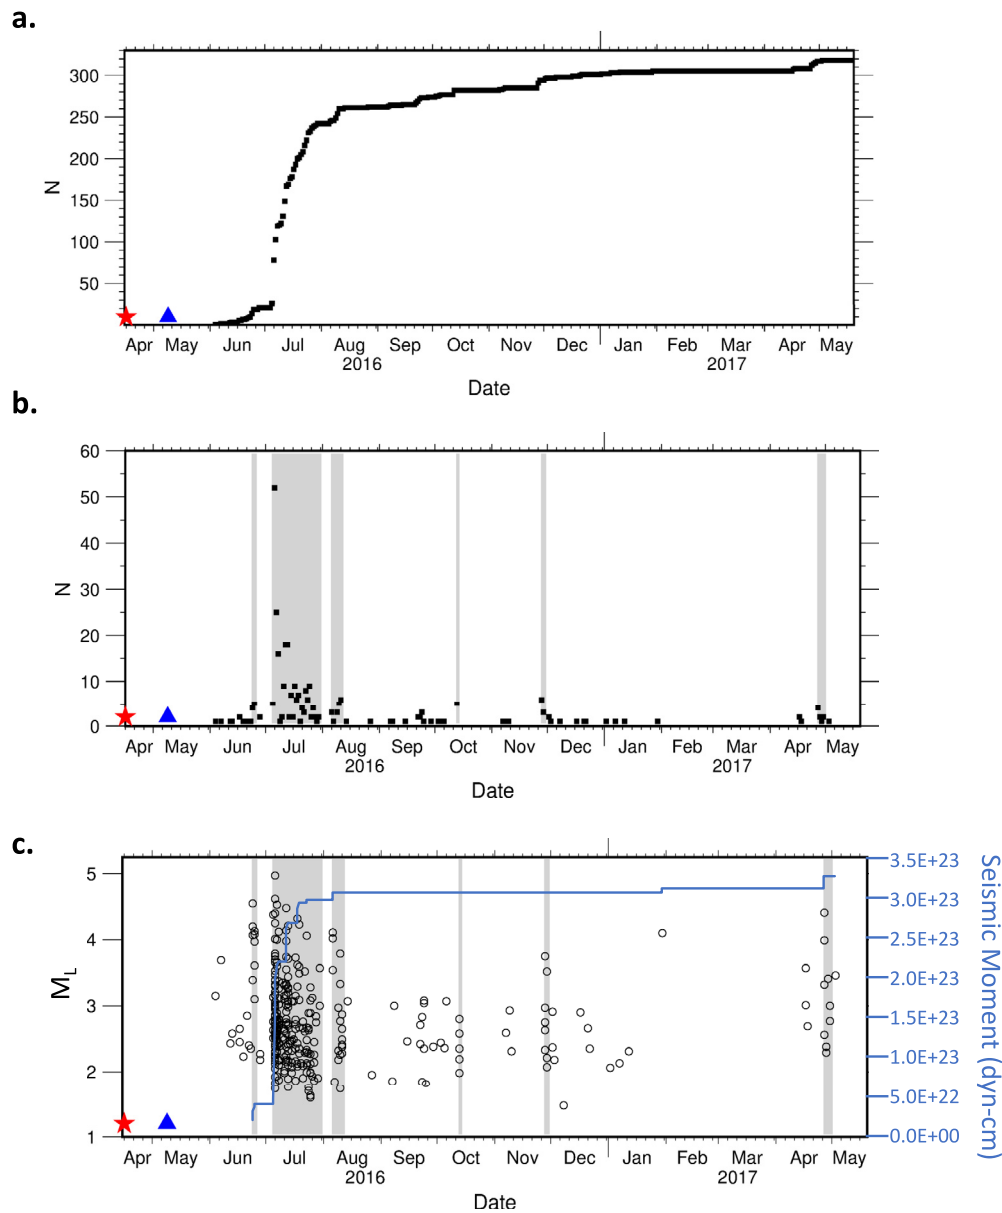 a.
300
250
200
150
100
50
N
Apr May Jun Jul Aug Sep Oct Nov Dec Jan Feb Mar Apr May
2016 2017
Date
b.
60
50
40
30
20
10
0
N
Apr May Jun Jul Aug Sep Oct Nov Dec Jan Feb Mar Apr May
2016 2017
Date
c.
5
4
3
2
1
M_L
3.5E+23
3.0E+23
2.5E+23
2.0E+23
1.5E+23
1.0E+23
5.0E+22
0.0E+00
Seismic Moment (dyn-cm)
Apr May Jun Jul Aug Sep Oct Nov Dec Jan Feb Mar Apr May
2016 2017
Date